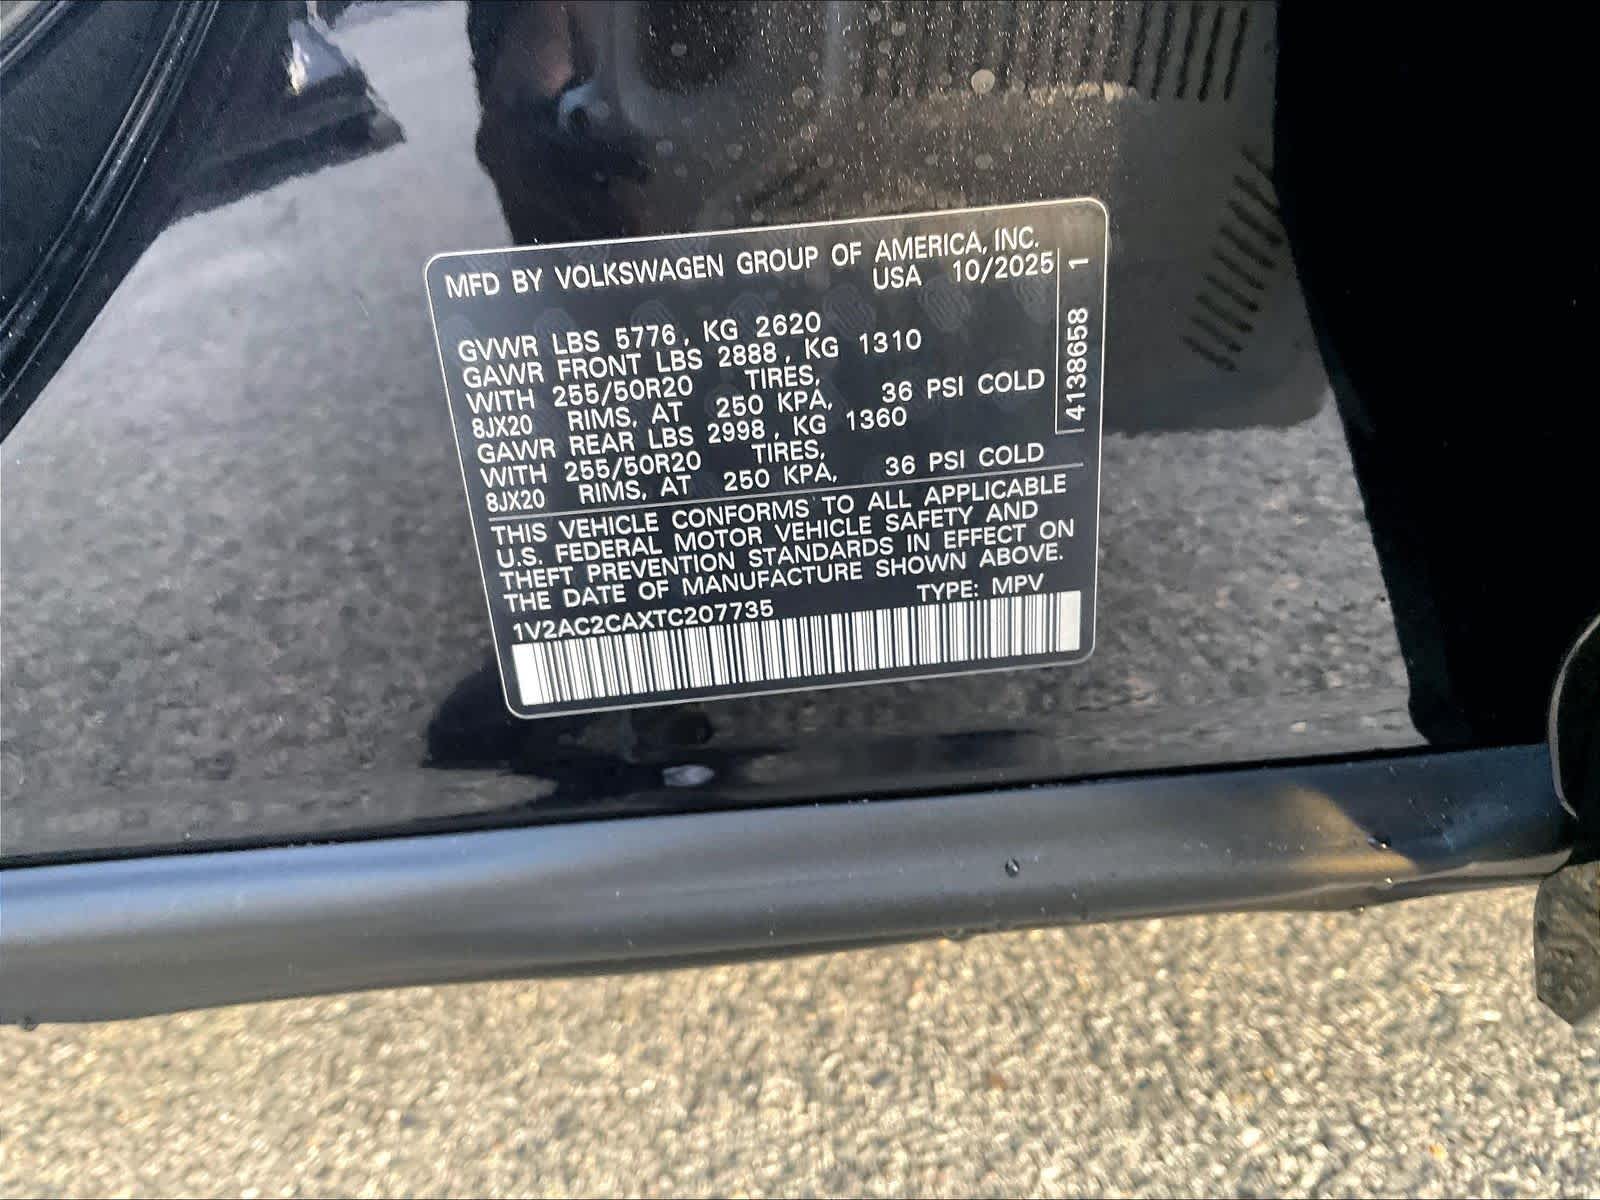 MFD BY VOLKSWAGEN GROUP OF AMERICA, INC.
USA 10/2025
GVWR LBS 5776, KG 2620
GAWR FRONT LBS 2888, KG 1310
WITH 255/50R20 TIRES,
8JX20 RIMS, AT 250 KPA, 36 PSI COLD
GAWR REAR LBS 2998, KG 1360
WITH 255/50R20 TIRES,
8JX20 RIMS, AT 250 KPA, 36 PSI COLD
THIS VEHICLE CONFORMS TO ALL APPLICABLE
U.S. FEDERAL MOTOR VEHICLE SAFETY AND
THEFT PREVENTION STANDARDS IN EFFECT ON
THE DATE OF MANUFACTURE SHOWN ABOVE.
1V2AC2CAXTC207735 TYPE: MPV
4138658 1